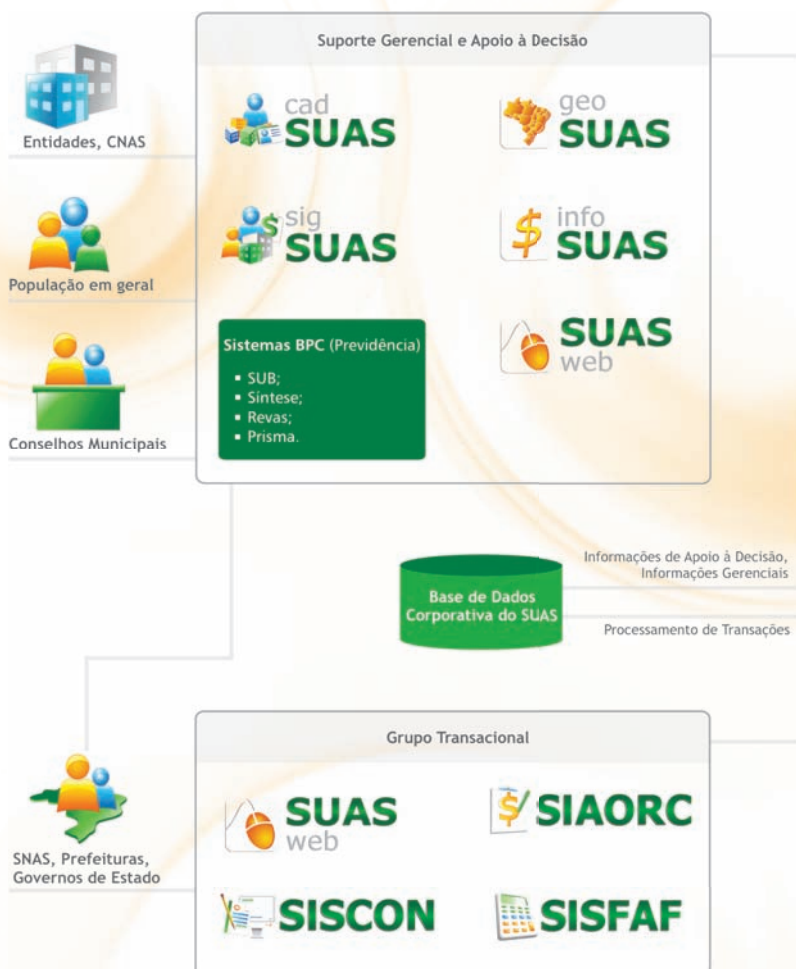 Suporte Gerencial e Apoio à Decisão
Entidades, CNAS
cad
SUAS
geo
SUAS
População em geral
sig
SUAS
info
SUAS
Conselhos Municipais
Sistemas BPC (Previdência)
▪ SUB;
▪ Síntese;
▪ Revas;
▪ Prisma.
SUAS
web
Informações de Apoio à Decisão,
Informações Gerenciais
Base de Dados
Corporativa do SUAS
Processamento de Transações
Grupo Transacional
SNAS, Prefeituras,
Governos de Estado
SUAS
web
SIAORC
SISCON
SISFAF